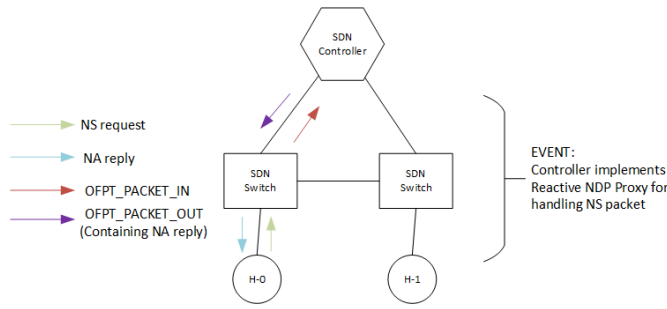 SDN
Controller
NS request
NA reply
OFPT_PACKET_IN
OFPT_PACKET_OUT
(Containing NA reply)
SDN
Switch
SDN
Switch
H-0
H-1
EVENT:
Controller implements
Reactive NDP Proxy for
handling NS packet